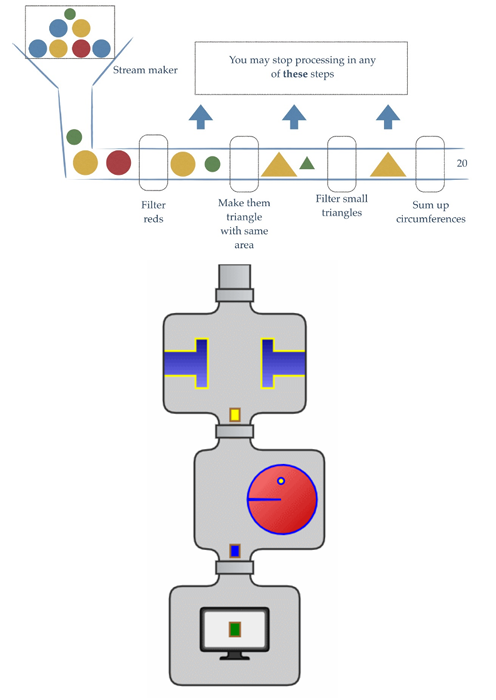 Stream maker
You may stop processing in any
of these steps
20
Filter
reds
Make them
triangle
with same
area
Filter small
triangles
Sum up
circumferences